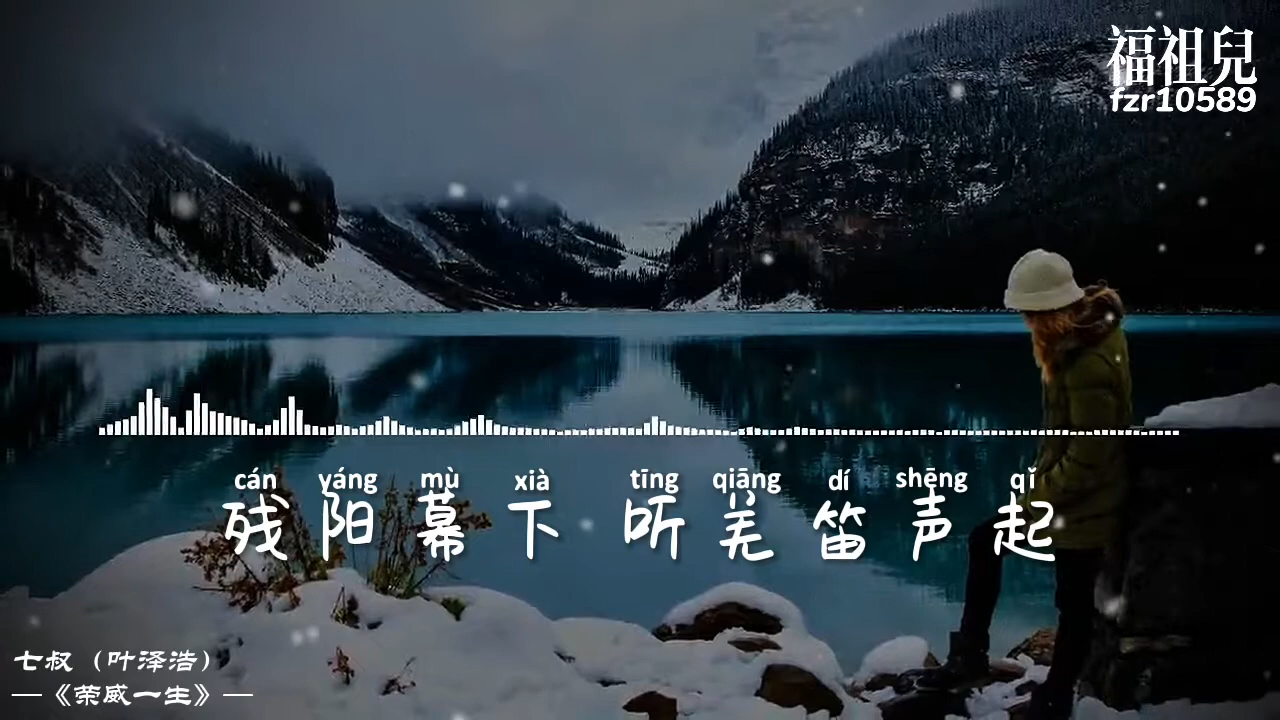 福祖兒
fzr10589
cán yáng mù xià tīng qiāng dí shēng qǐ
残阳幕下 听羌笛声起
七叔（叶泽浩）
—《荣威一生》—